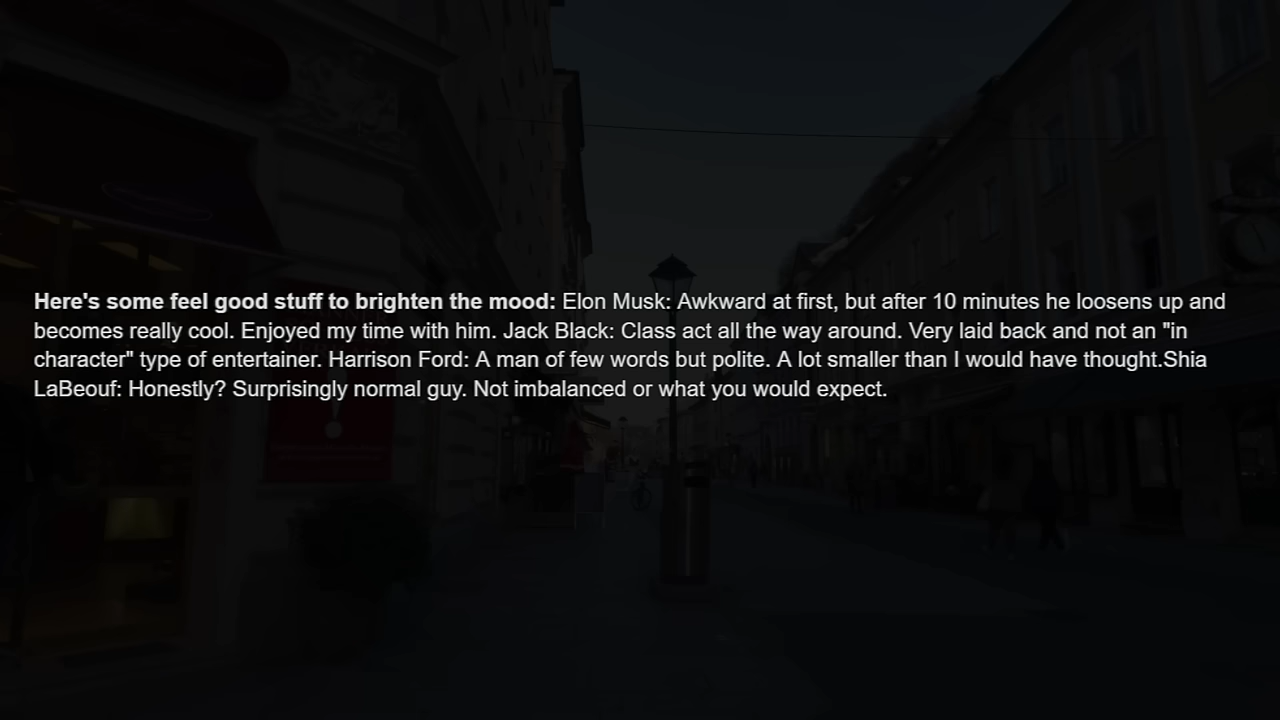 Here's some feel good stuff to brighten the mood: Elon Musk: Awkward at first, but after 10 minutes he loosens up and
becomes really cool. Enjoyed my time with him. Jack Black: Class act all the way around. Very laid back and not an "in
character" type of entertainer. Harrison Ford: A man of few words but polite. A lot smaller than I would have thought.Shia
LaBeouf: Honestly? Surprisingly normal guy. Not imbalanced or what you would expect.